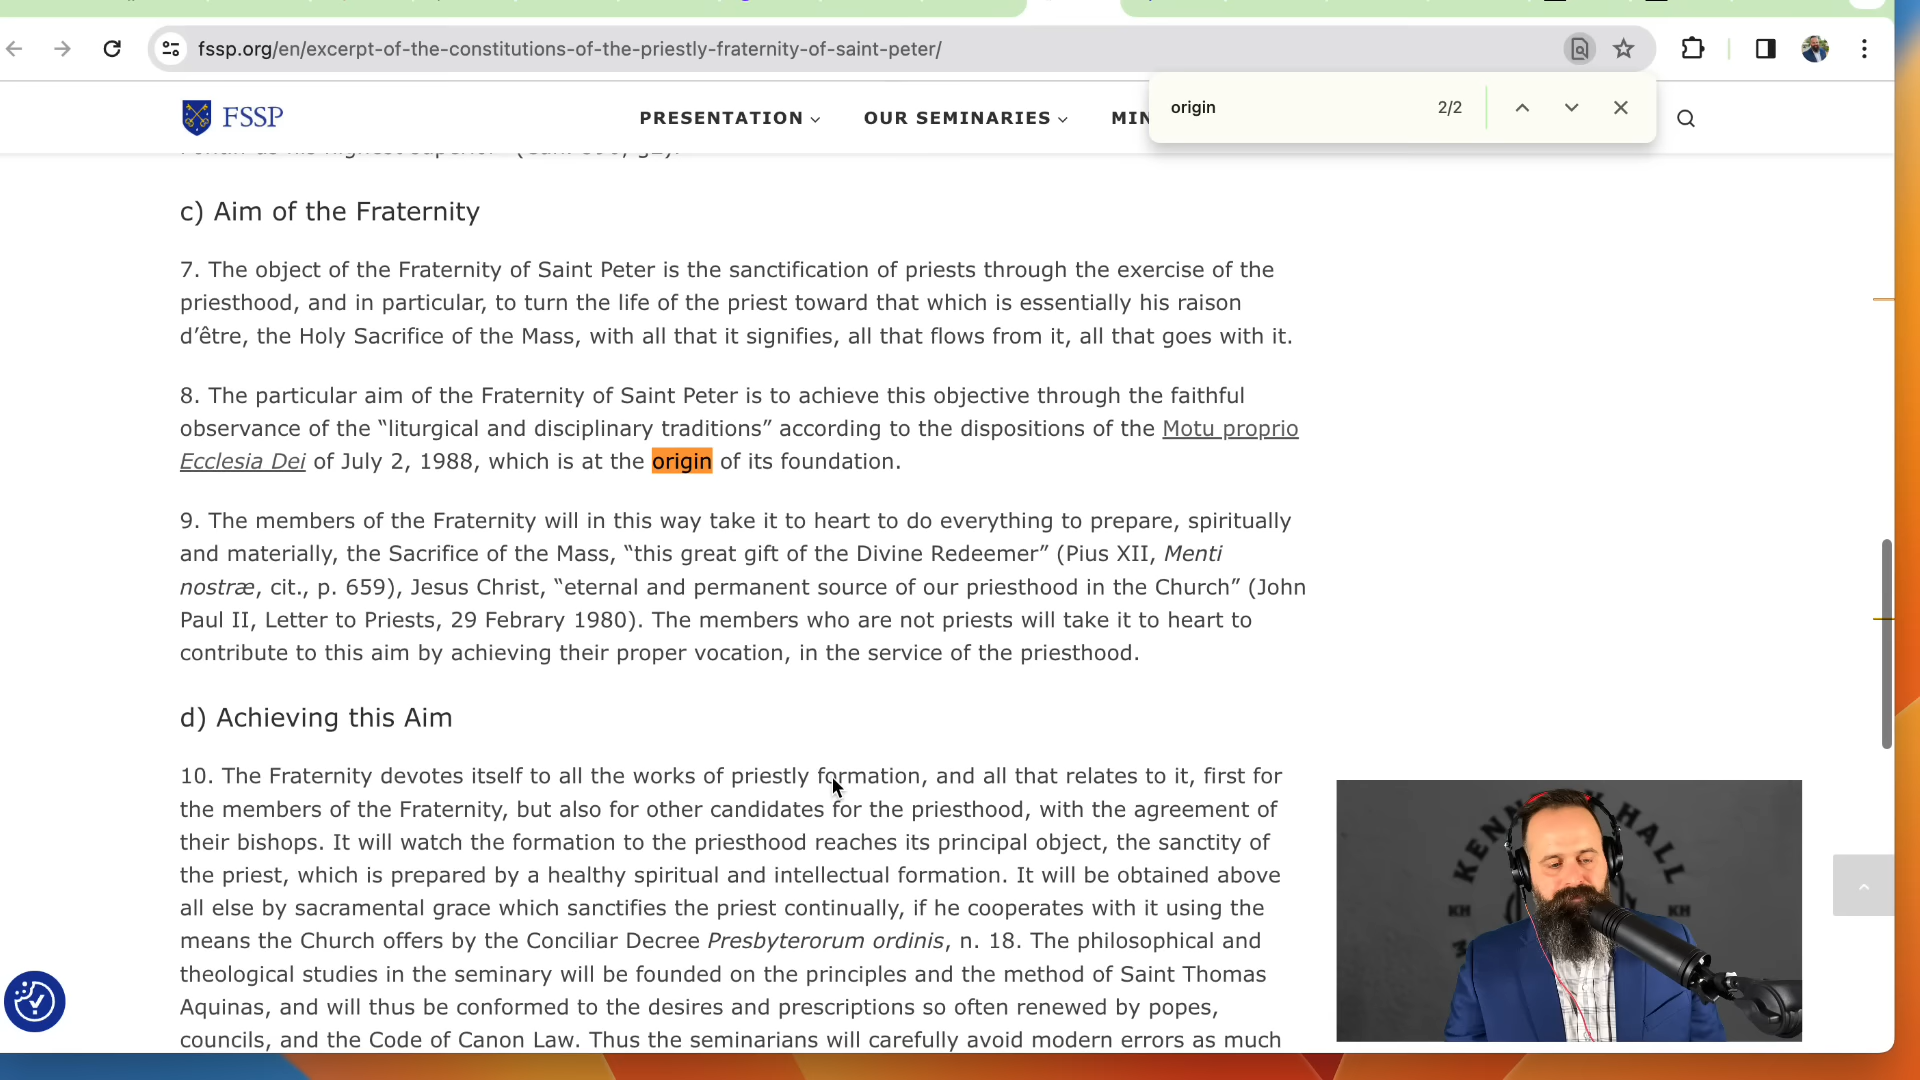 fssp.org/en/excerpt-of-the-constitutions-of-the-priestly-fraternity-of-saint-peter/
origin 2/2
FSSP PRESENTATION OUR SEMINARIES MIN
c) Aim of the Fraternity
7. The object of the Fraternity of Saint Peter is the sanctification of priests through the exercise of the
priesthood, and in particular, to turn the life of the priest toward that which is essentially his raison
d’être, the Holy Sacrifice of the Mass, with all that it signifies, all that flows from it, all that goes with it.
8. The particular aim of the Fraternity of Saint Peter is to achieve this objective through the faithful
observance of the “liturgical and disciplinary traditions” according to the dispositions of the Motu proprio
Ecclesia Dei of July 2, 1988, which is at the origin of its foundation.
9. The members of the Fraternity will in this way take it to heart to do everything to prepare, spiritually
and materially, the Sacrifice of the Mass, “this great gift of the Divine Redeemer” (Pius XII, Menti
nostræ, cit., p. 659), Jesus Christ, “eternal and permanent source of our priesthood in the Church” (John
Paul II, Letter to Priests, 29 Febrary 1980). The members who are not priests will take it to heart to
contribute to this aim by achieving their proper vocation, in the service of the priesthood.
d) Achieving this Aim
10. The Fraternity devotes itself to all the works of priestly formation, and all that relates to it, first for
the members of the Fraternity, but also for other candidates for the priesthood, with the agreement of
their bishops. It will watch the formation to the priesthood reaches its principal object, the sanctity of
the priest, which is prepared by a healthy spiritual and intellectual formation. It will be obtained above
all else by sacramental grace which sanctifies the priest continually, if he cooperates with it using the
means the Church offers by the Conciliar Decree Presbyterorum ordinis, n. 18. The philosophical and
theological studies in the seminary will be founded on the principles and the method of Saint Thomas
Aquinas, and will thus be conformed to the desires and prescriptions so often renewed by popes,
councils, and the Code of Canon Law. Thus the seminarians will carefully avoid modern errors as much
KH KH